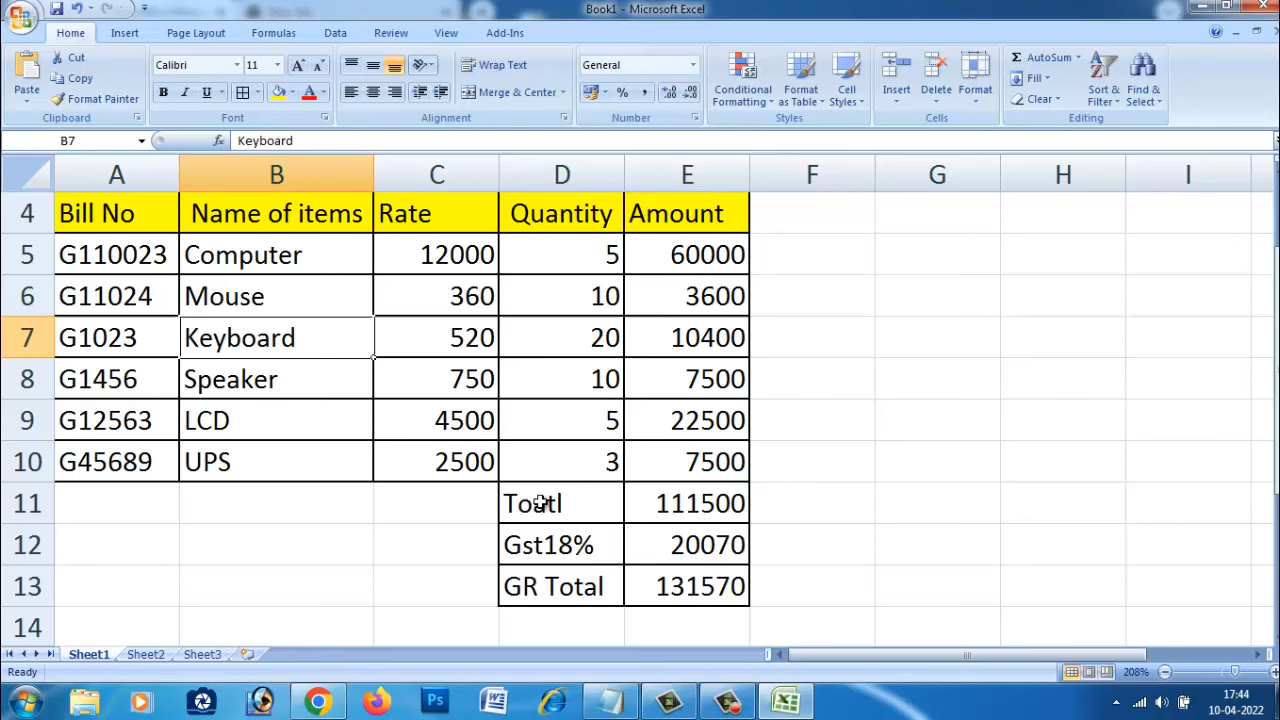 Book1 - Microsoft Excel
Home Insert Page Layout Formulas Data Review View Add-Ins
Paste Cut Calibri 11 A A Wrap Text General Conditional Formatting Format as Table Cell Styles Insert Delete Format Σ AutoSum Sort & Filter Find & Select
Copy Fill
Format Painter B I U A Merge & Center % , Clear
Clipboard Font Alignment Number Styles Cells Editing
B7 fx Keyboard
A B C D E F G H I
4 Bill No Name of items Rate Quantity Amount
5 G110023 Computer 12000 5 60000
6 G11024 Mouse 360 10 3600
7 G1023 Keyboard 520 20 10400
8 G1456 Speaker 750 10 7500
9 G12563 LCD 4500 5 22500
10 G45689 UPS 2500 3 7500
11 111500
12 Gst18% 20070
13 GR Total 131570
14
Sheet1 Sheet2 Sheet3
Ready 208%
Ps W 17:44
10-04-2022